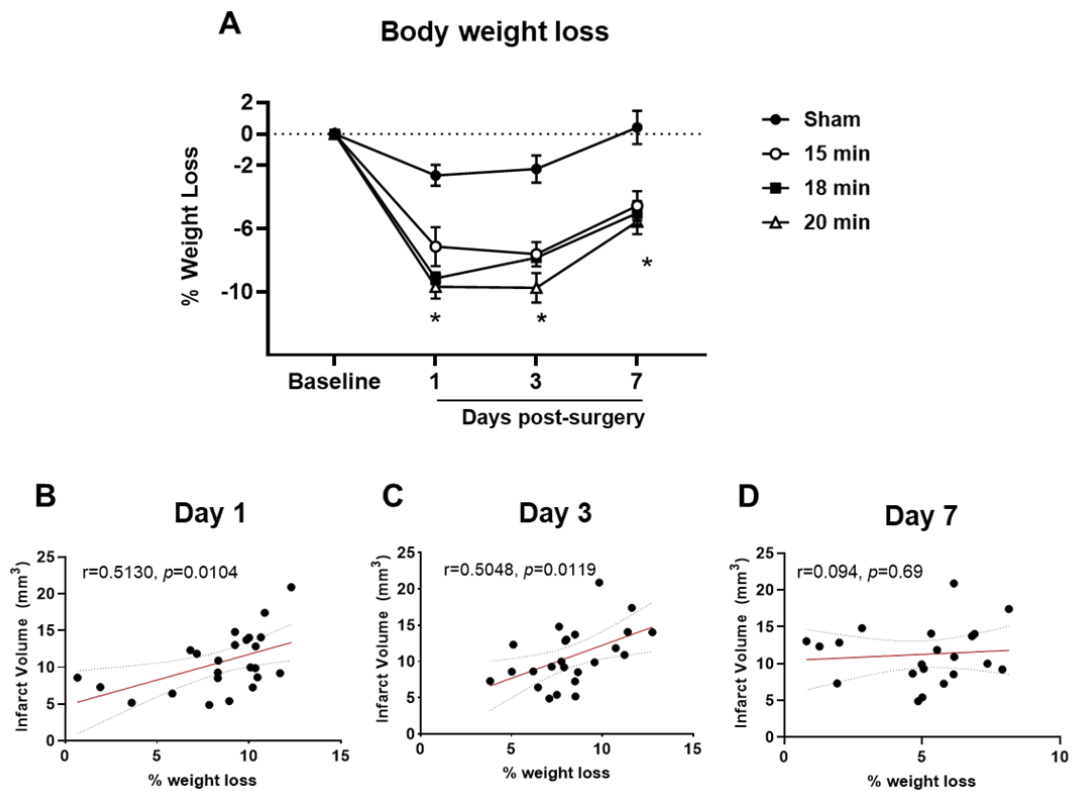 A
Body weight loss
2
0
-2
-6
-10
% Weight Loss
Baseline
1
3
7
Days post-surgery
Sham
15 min
18 min
20 min
*
*
*
B
Day 1
r=0.5130, p=0.0104
Infarct Volume (mm³)
25
20
15
10
5
0
0
5
10
15
% weight loss
C
Day 3
r=0.5048, p=0.0119
Infarct Volume (mm³)
25
20
15
10
5
0
0
5
10
15
% weight loss
D
Day 7
r=0.094, p=0.69
Infarct Volume (mm³)
25
20
15
10
5
0
0
5
10
% weight loss